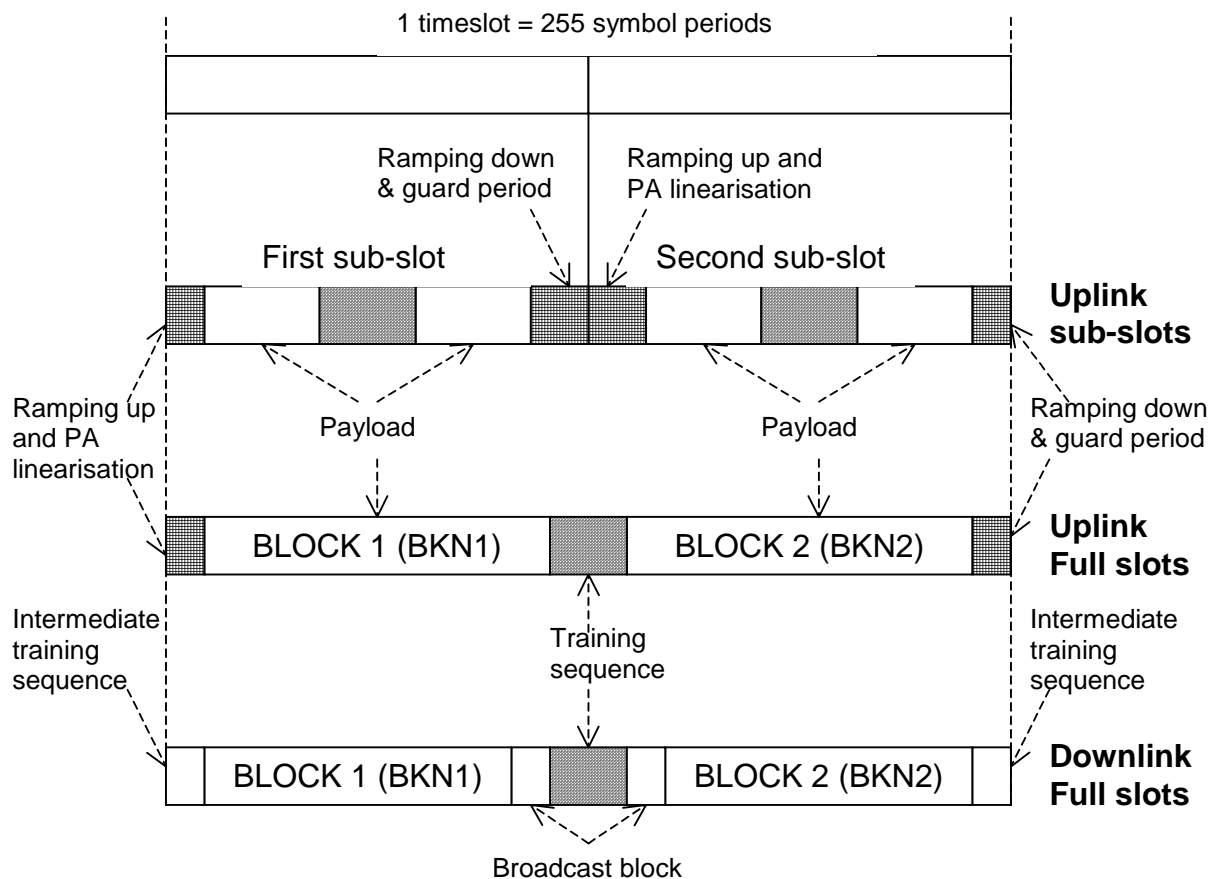 1 timeslot = 255 symbol periods
Ramping down
& guard period
Ramping up and
PA linearisation
First sub-slot
Second sub-slot
Uplink
sub-slots
Ramping up
and PA
linearisation
Payload
Payload
Ramping down
& guard period
BLOCK 1 (BKN1)
BLOCK 2 (BKN2)
Uplink
Full slots
Intermediate
training
sequence
Training
sequence
Intermediate
training
sequence
BLOCK 1 (BKN1)
BLOCK 2 (BKN2)
Downlink
Full slots
Broadcast block